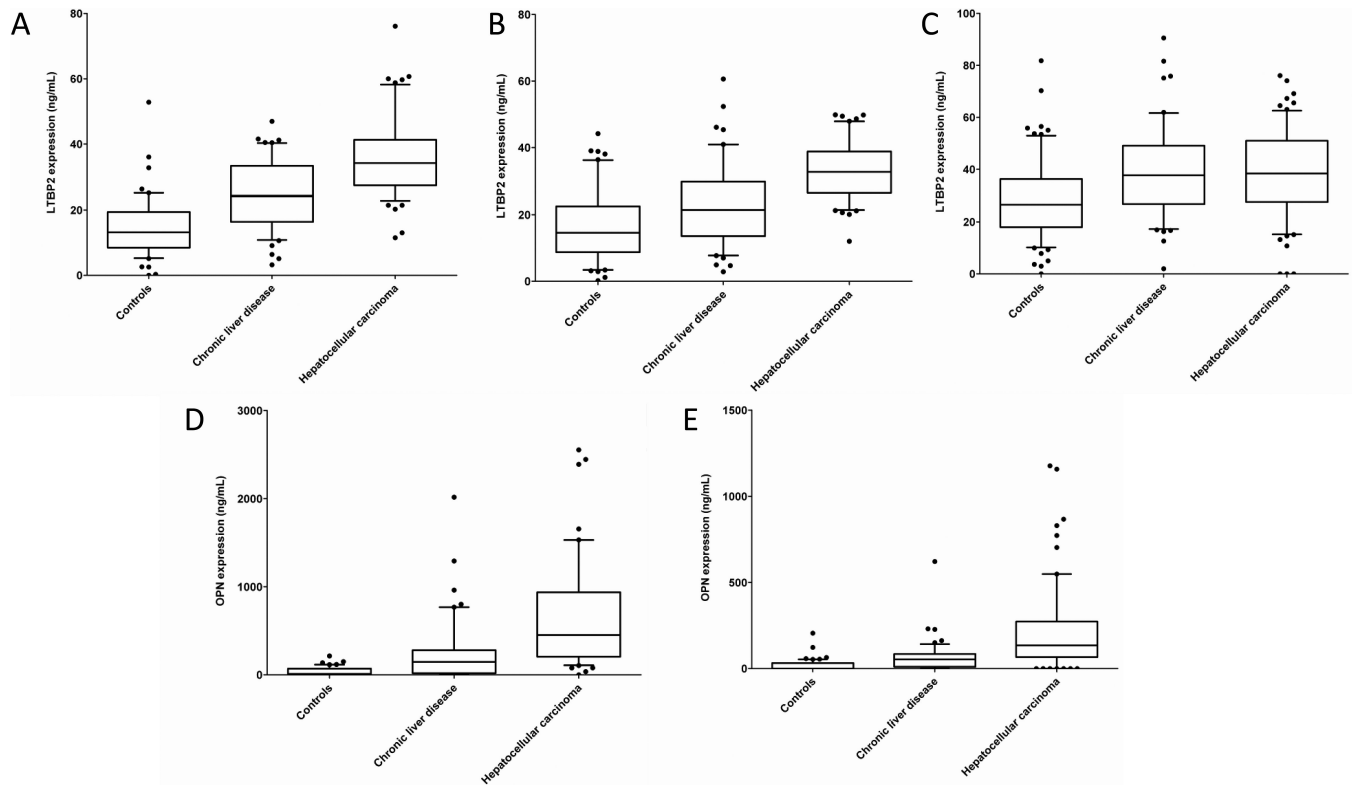 A
LTBP2 expression (ng/mL)
80
60
40
20
0
Controls
Chronic liver disease
Hepatocellular carcinoma
B
LTBP2 expression (ng/mL)
80
60
40
20
0
Controls
Chronic liver disease
Hepatocellular carcinoma
C
LTBP2 expression (ng/mL)
100
80
60
40
20
0
Controls
Chronic liver disease
Hepatocellular carcinoma
D
OPN expression (ng/mL)
3000
2000
1000
0
Controls
Chronic liver disease
Hepatocellular carcinoma
E
OPN expression (ng/mL)
1500
1000
500
0
Controls
Chronic liver disease
Hepatocellular carcinoma